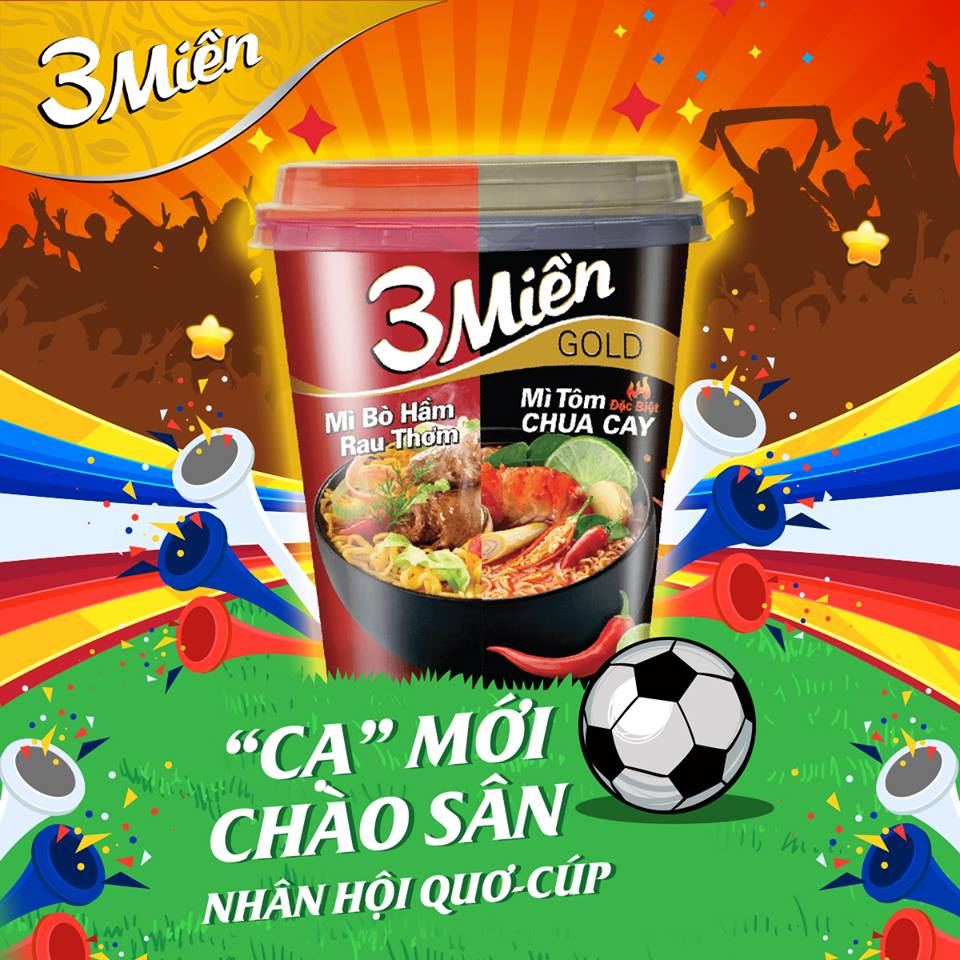 3Miền
3Miền
GOLD
Mì Bò Hầm
Rau Thơm
Mì Tôm Đặc Biệt
CHUA CAY
“CẠ” MỚI
CHÀO SÂN
NHÂN HỘI QUƠ-CÚP